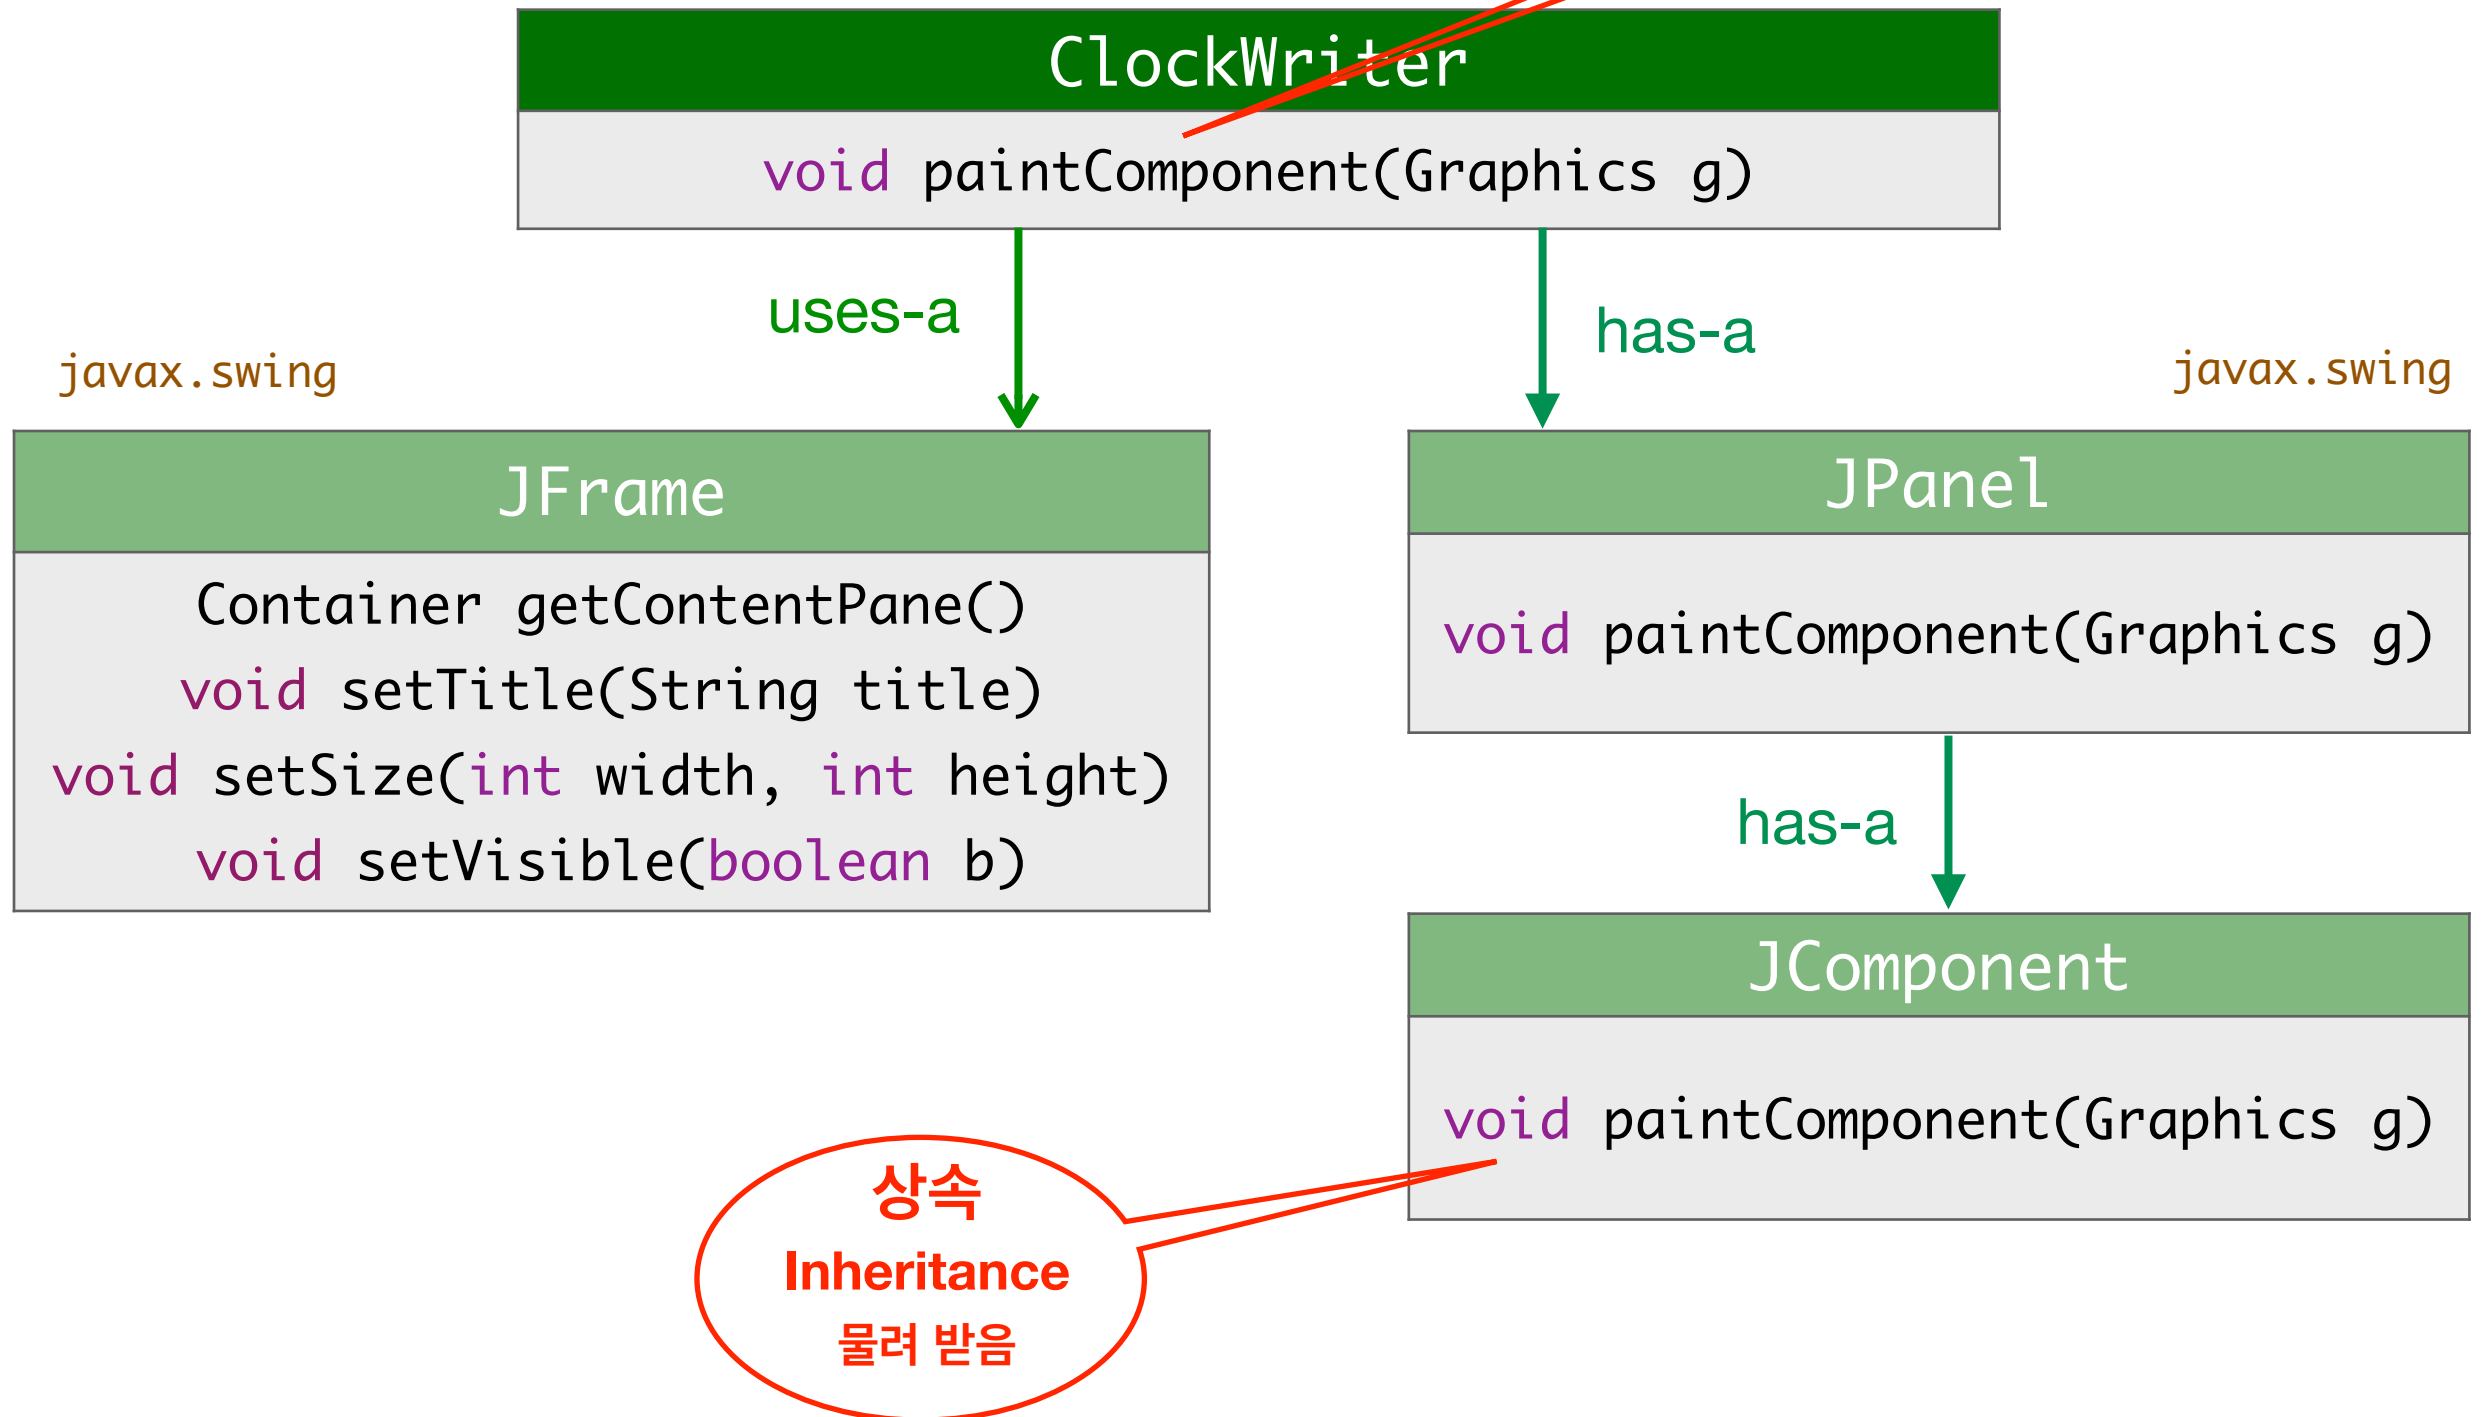 ClockWriter
void paintComponent(Graphics g)
uses-a
has-a
javax.swing
javax.swing
JFrame
Container getContentPane()
void setTitle(String title)
void setSize(int width, int height)
void setVisible(boolean b)
JPanel
void paintComponent(Graphics g)
has-a
JComponent
void paintComponent(Graphics g)
상속
Inheritance
물려 받음